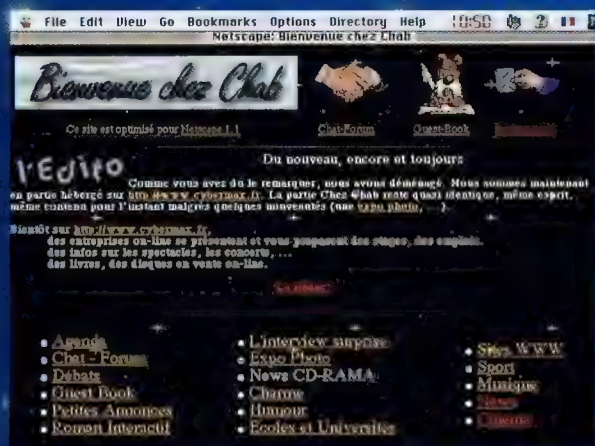 File Edit View Go Bookmarks Options Directory Help 10:50
Netscape: Bienvenue chez Chab
Bienvenue chez Chab
Ce site est optimisé pour Netscape 1.1
Chat-Forum Guest-Book
l'Edito
Du nouveau, encore et toujours
Comme vous avez du le remarquer, nous avons déménagé. Nous sommes maintenant
en partie hébergé sur http://www.cybermax.fr. La partie Chez Chab reste quasi identique, même esprit,
même contenu pour l'instant malgrés quelques nouveautés (une expo photo, ...).
Bientôt sur http://www.cybermax.fr,
des entreprises on-line se présentent et vous proposent des stages, des emplois.
des infos sur les spectacles, les concerts, ...
des livres, des disques en vente on-line.
Agenda
Chat - Forum
Débats
Guest Book
Petites Annonces
Roman Interactif
L'interview surprise
Expo Photo
News CD-RAMA
Charme
Humour
Ecoles et Universités
Sites WWW
Sport
Musique
News
Cinéma